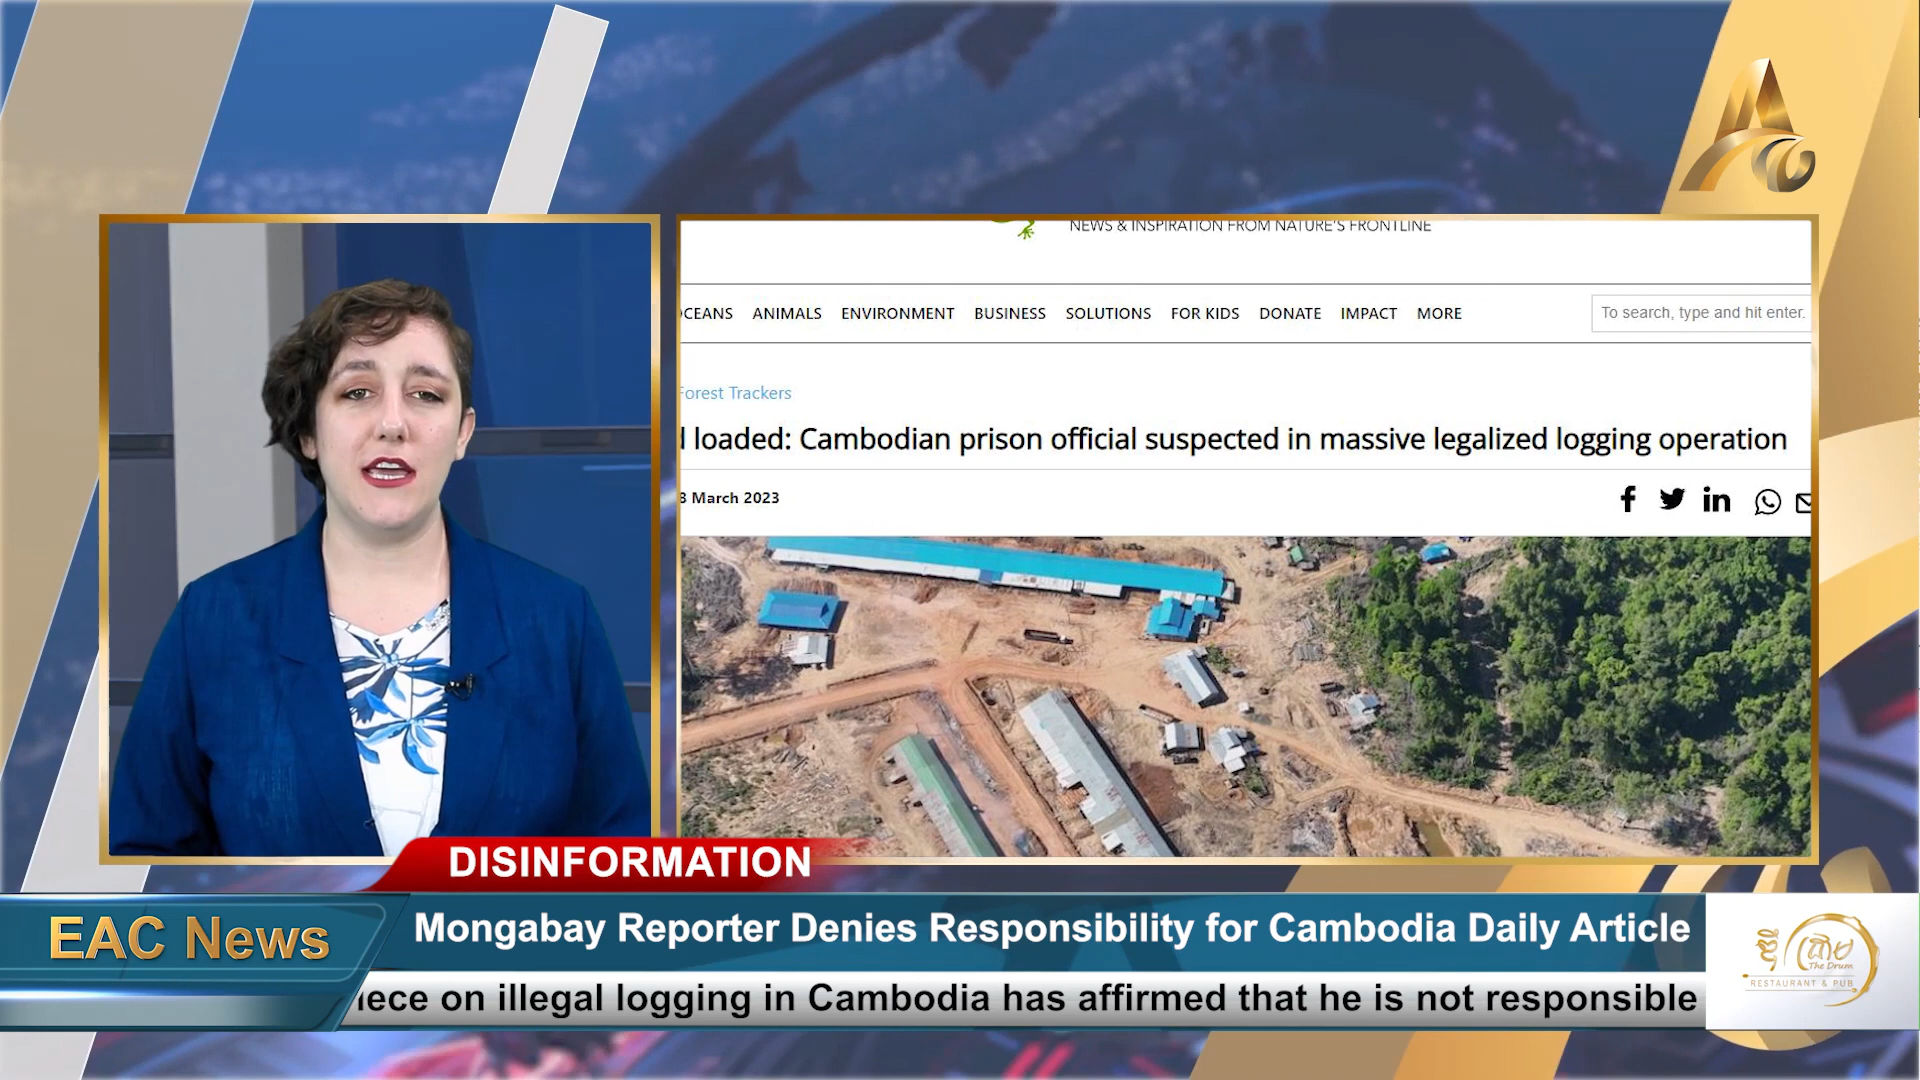 NEWS & INSPIRATION FROM NATURE'S FRONTLINE
CEANS ANIMALS ENVIRONMENT BUSINESS SOLUTIONS FOR KIDS DONATE IMPACT MORE
To search, type and hit enter.
Forest Trackers
d loaded: Cambodian prison official suspected in massive legalized logging operation
8 March 2023
DISINFORMATION
EAC News
Mongabay Reporter Denies Responsibility for Cambodia Daily Article
iece on illegal logging in Cambodia has affirmed that he is not responsible
The Drum
RESTAURANT & PUB